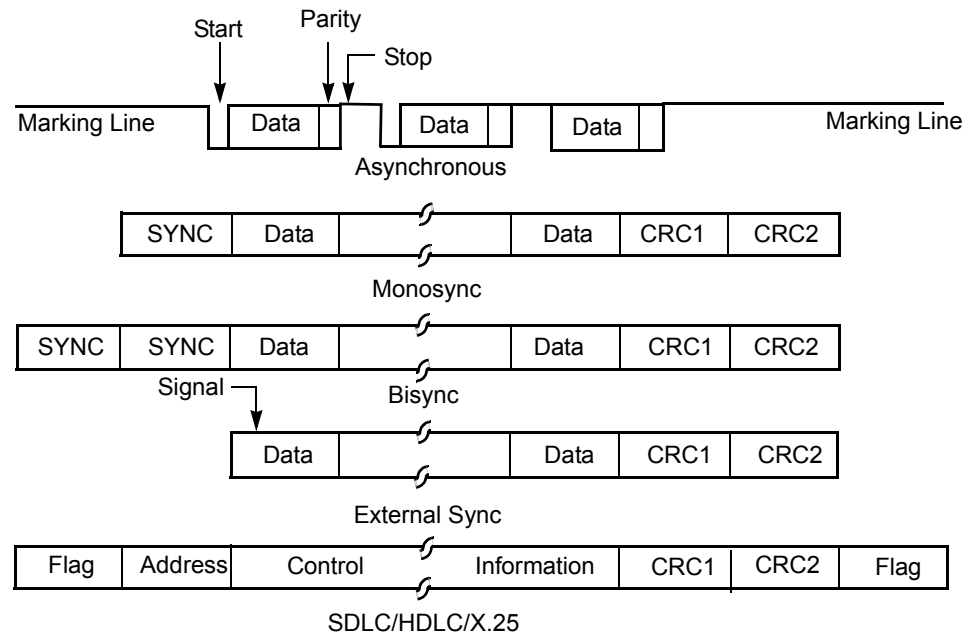 Start
Parity
Stop
Marking Line
Data
Data
Data
Marking Line
Asynchronous
SYNC Data Data CRC1 CRC2
Monosync
SYNC SYNC Data Data CRC1 CRC2
Signal
Bisync
Data Data CRC1 CRC2
External Sync
Flag Address Control Information CRC1 CRC2 Flag
SDLC/HDLC/X.25